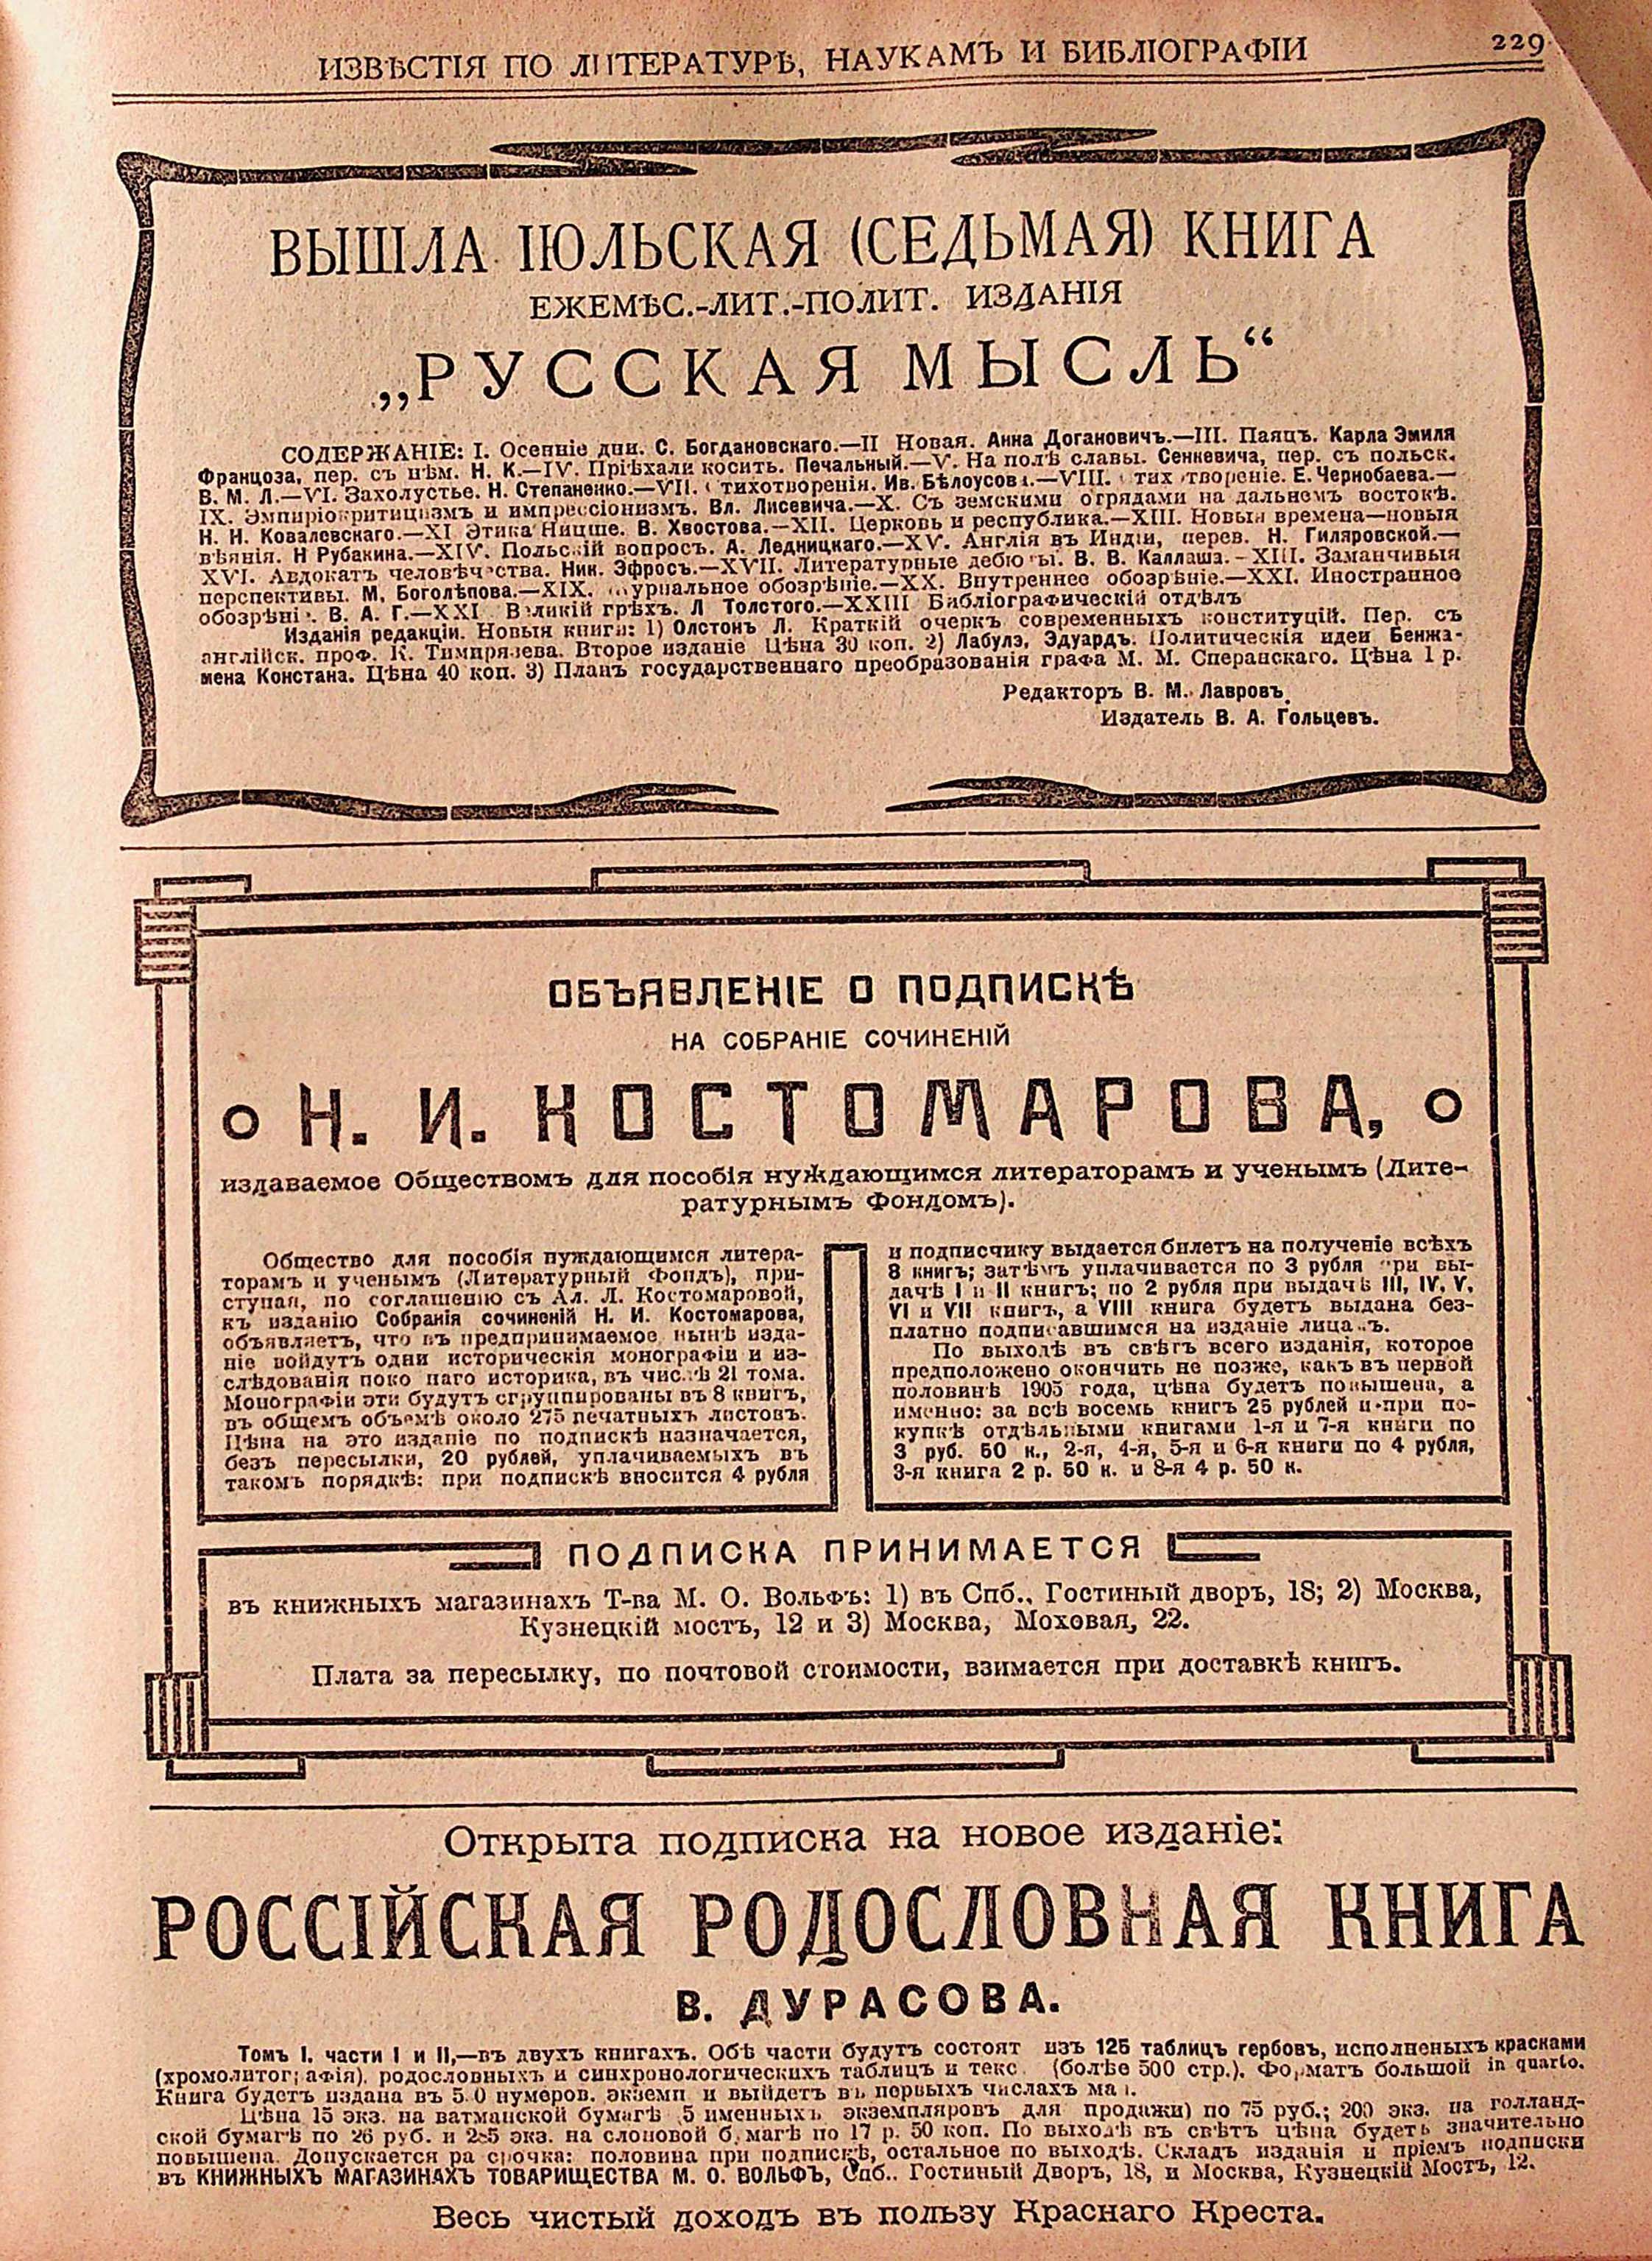 ИЗВѢСТІЯ ПО ЛИТЕРАТУРѢ, НАУКАМЪ И БИБЛІОГРАФІИ 229
ВЫШЛА ІЮЛЬСКАЯ (СЕДЬМАЯ) КНИГА
ЕЖЕМѢС.-ЛИТ.-ПОЛИТ. ИЗДАНІЯ
„РУССКАЯ МЫСЛЬ“
СОДЕРЖАНІЕ: I. Осенніе дни. С. Богдановскаго.—II Новая. Анна Догановичъ.—III. Паяцъ. Карла Эмиля
Француоза, пер. съ нѣм. Н. К.—IV. Пріѣхали косить. Печальный.—V. На полѣ славы. Сенкевича, пер. съ польск.
В. М. Л.—VI. Захолустье. Н. Степаненко.—VII. Стихотворенія. Ив. Бѣлоусова.—VIII. Стихотвореніе. Е. Чернобаева.—
IX. Эмпиріокритицизмъ и импрессіонизмъ. Вл. Лисевича.—X. Съ земскими отрядами на дальнемъ востокѣ.
Н. Н. Ковалевскаго.—XI Этика Ницше. В. Хвостова.—XII. Церковь и республика.—XIII. Новыя времена—новыя
вѣянія. Н Рубакина.—XIV. Польскій вопросъ. А. Ледницкаго.—XV. Англія въ Индіи, перев. Н. Гиляровской.—
XVI. Адвокатъ человѣчества. Ник. Эфросъ.—XVII. Литературные дебюты. В. В. Каллаша.-XIII. Заманчивыя
перспективы. М. Боголѣпова.—XIX. Журнальное обозрѣніе.—XX. Внутреннее обозрѣніе.—XXI. Иностранное
обозрѣніе. В. А. Г.—XXI Великій грѣхъ. Л Толстого.—XXIII Библіографическій отдѣлъ
Изданія редакціи. Новыя книги: 1) Олстонъ Л. Краткій очеркъ современныхъ конституцій. Пер. съ
англійск. проф. К. Тимирязева. Второе изданіе Цѣна 30 коп. 2) Лабулэ, Эдуардъ. Политическія идеи Бенжа-
мена Констана. Цѣна 40 коп. 3) Планъ государственнаго преобразованія графа М. М. Сперанскаго. Цѣна 1 р.
Редакторъ В. М. Лавровъ.
Издатель В. А. Гольцевъ.
ОБЪЯВЛЕНІЕ О ПОДПИСКѢ
НА СОБРАНІЕ СОЧИНЕНІЙ
Н. И. КОСТОМАРОВА,
издаваемое Обществомъ для пособія нуждающимся литераторамъ и ученымъ (Лите-
ратурнымъ Фондомъ).
Общество для пособія нуждающимся литера-
торамъ и ученымъ (Литературный Фондъ), при-
ступая, по соглашенію съ Ал. Л. Костомаровой,
къ изданію Собранія сочиненій Н. И. Костомарова,
объявляетъ, что въ предпринимаемое нынѣ изда-
ніе войдутъ одни историческія монографіи и из-
слѣдованія покойнаго историка, въ числѣ 21 тома.
Монографіи эти будутъ сгруппированы въ 8 книгъ,
въ общемъ объемѣ около 275 печатныхъ листовъ.
Цѣна на это изданіе по подпискѣ назначается,
безъ пересылки, 20 рублей, уплачиваемыхъ въ
такомъ порядкѣ: при подпискѣ вносится 4 рубля
и подписчику выдается билетъ на полученіе всѣхъ
8 книгъ; затѣмъ уплачивается по 3 рубля при вы-
дачѣ I и II книгъ; по 2 рубля при выдачѣ III, IV, V,
VI и VII книгъ, а VIII книга будетъ выдана без-
платно подписавшимся на изданіе лицамъ.
По выходѣ въ свѣтъ всего изданія, которое
предположено окончить не позже, какъ въ первой
половинѣ 1905 года, цѣна будетъ повышена, а
именно: за всѣ восемь книгъ 25 рублей и при по-
купкѣ отдѣльными книгами 1-я и 7-я книги по
3 руб. 50 к., 2-я, 4-я, 5-я и 6-я книги по 4 рубля,
3-я книга 2 р. 50 к. и 8-я 4 р. 50 к.
ПОДПИСКА ПРИНИМАЕТСЯ
въ книжныхъ магазинахъ Т-ва М. О. Вольфъ: 1) въ Спб., Гостиный дворъ, 18; 2) Москва,
Кузнецкій мостъ, 12 и 3) Москва, Моховая, 22.
Плата за пересылку, по почтовой стоимости, взимается при доставкѣ книгъ.
Открыта подписка на новое изданіе:
РОССІЙСКАЯ РОДОСЛОВНАЯ КНИГА
В. ДУРАСОВА.
Томъ I. части I и II,—въ двухъ книгахъ. Обѣ части будутъ состоят изъ 125 таблицъ гербовъ, исполненыхъ красками
(хромолитографія), родословныхъ и синхронологическихъ таблицъ и текс. (болѣе 500 стр.). Форматъ большой in quarto.
Книга будетъ издана въ нумеров. экземп. и выйдетъ въ первыхъ числахъ
Цѣна 15 экз. на ватманской бумагѣ 5 именныхъ экземпляровъ для продажи) по 75 руб.; 200 экз. на голланд-
ской бумагѣ по 26 руб. и 285 экз. на слоновой бумагѣ по 17 р. 50 коп. По выходѣ въ свѣтъ цѣна будетъ значительно
повышена. Допускается разсрочка: половина при подпискѣ, остальное по выходѣ. Складъ изданія и пріемъ подписки
въ КНИЖНЫХЪ МАГАЗИНАХЪ ТОВАРИЩЕСТВА М. О. ВОЛЬФЪ, Спб.. Гостиный Дворъ, 18, и Москва, Кузнецкій Мостъ, 12.
Весь чистый доходъ въ пользу Краснаго Креста.